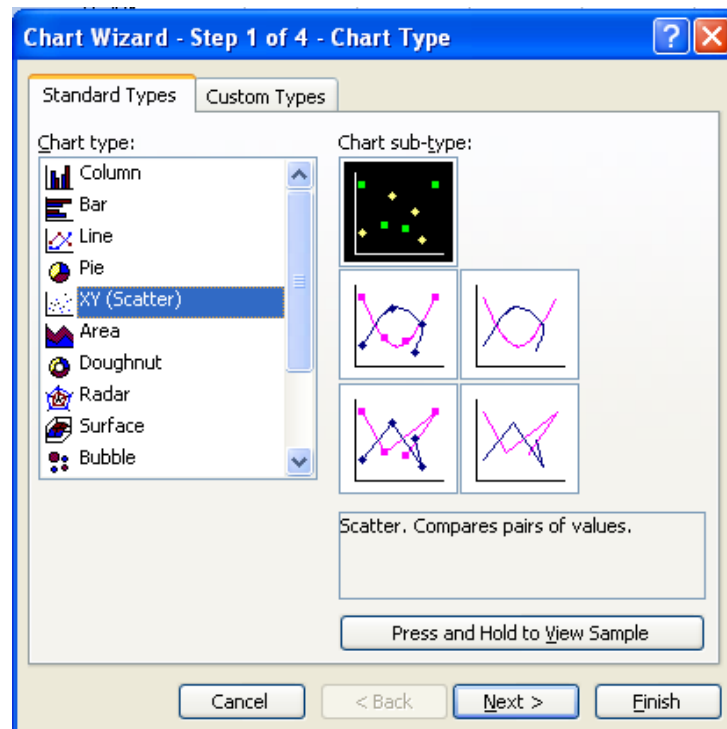 Chart Wizard - Step 1 of 4 - Chart Type
Standard Types
Custom Types
Chart type:
Column
Bar
Line
Pie
XY (Scatter)
Area
Doughnut
Radar
Surface
Bubble
Chart sub-type:
Scatter. Compares pairs of values.
Press and Hold to View Sample
Cancel
< Back
Next >
Finish